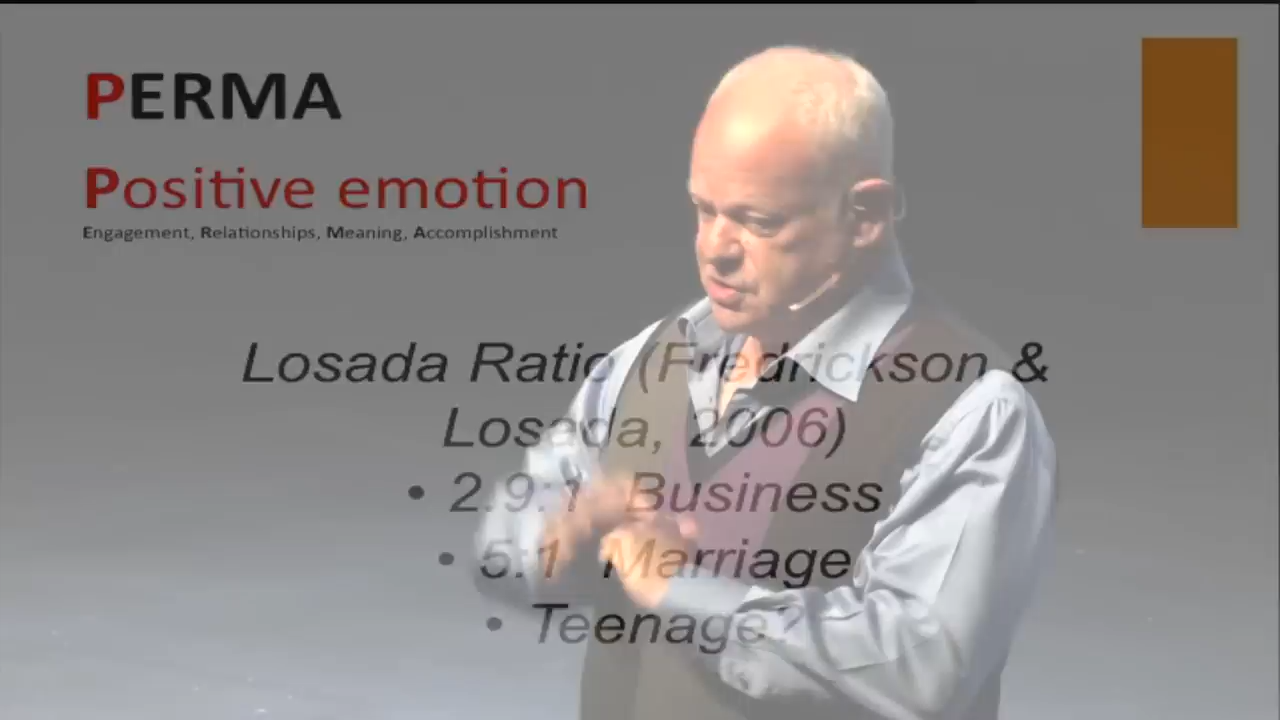 PERMA
Positive emotion
Engagement, Relationships, Meaning, Accomplishment
Losada Ratio (Fredrickson &
Losada, 2006)
• 2.9:1 Business
• 5:1 Marriage
• Teenage?